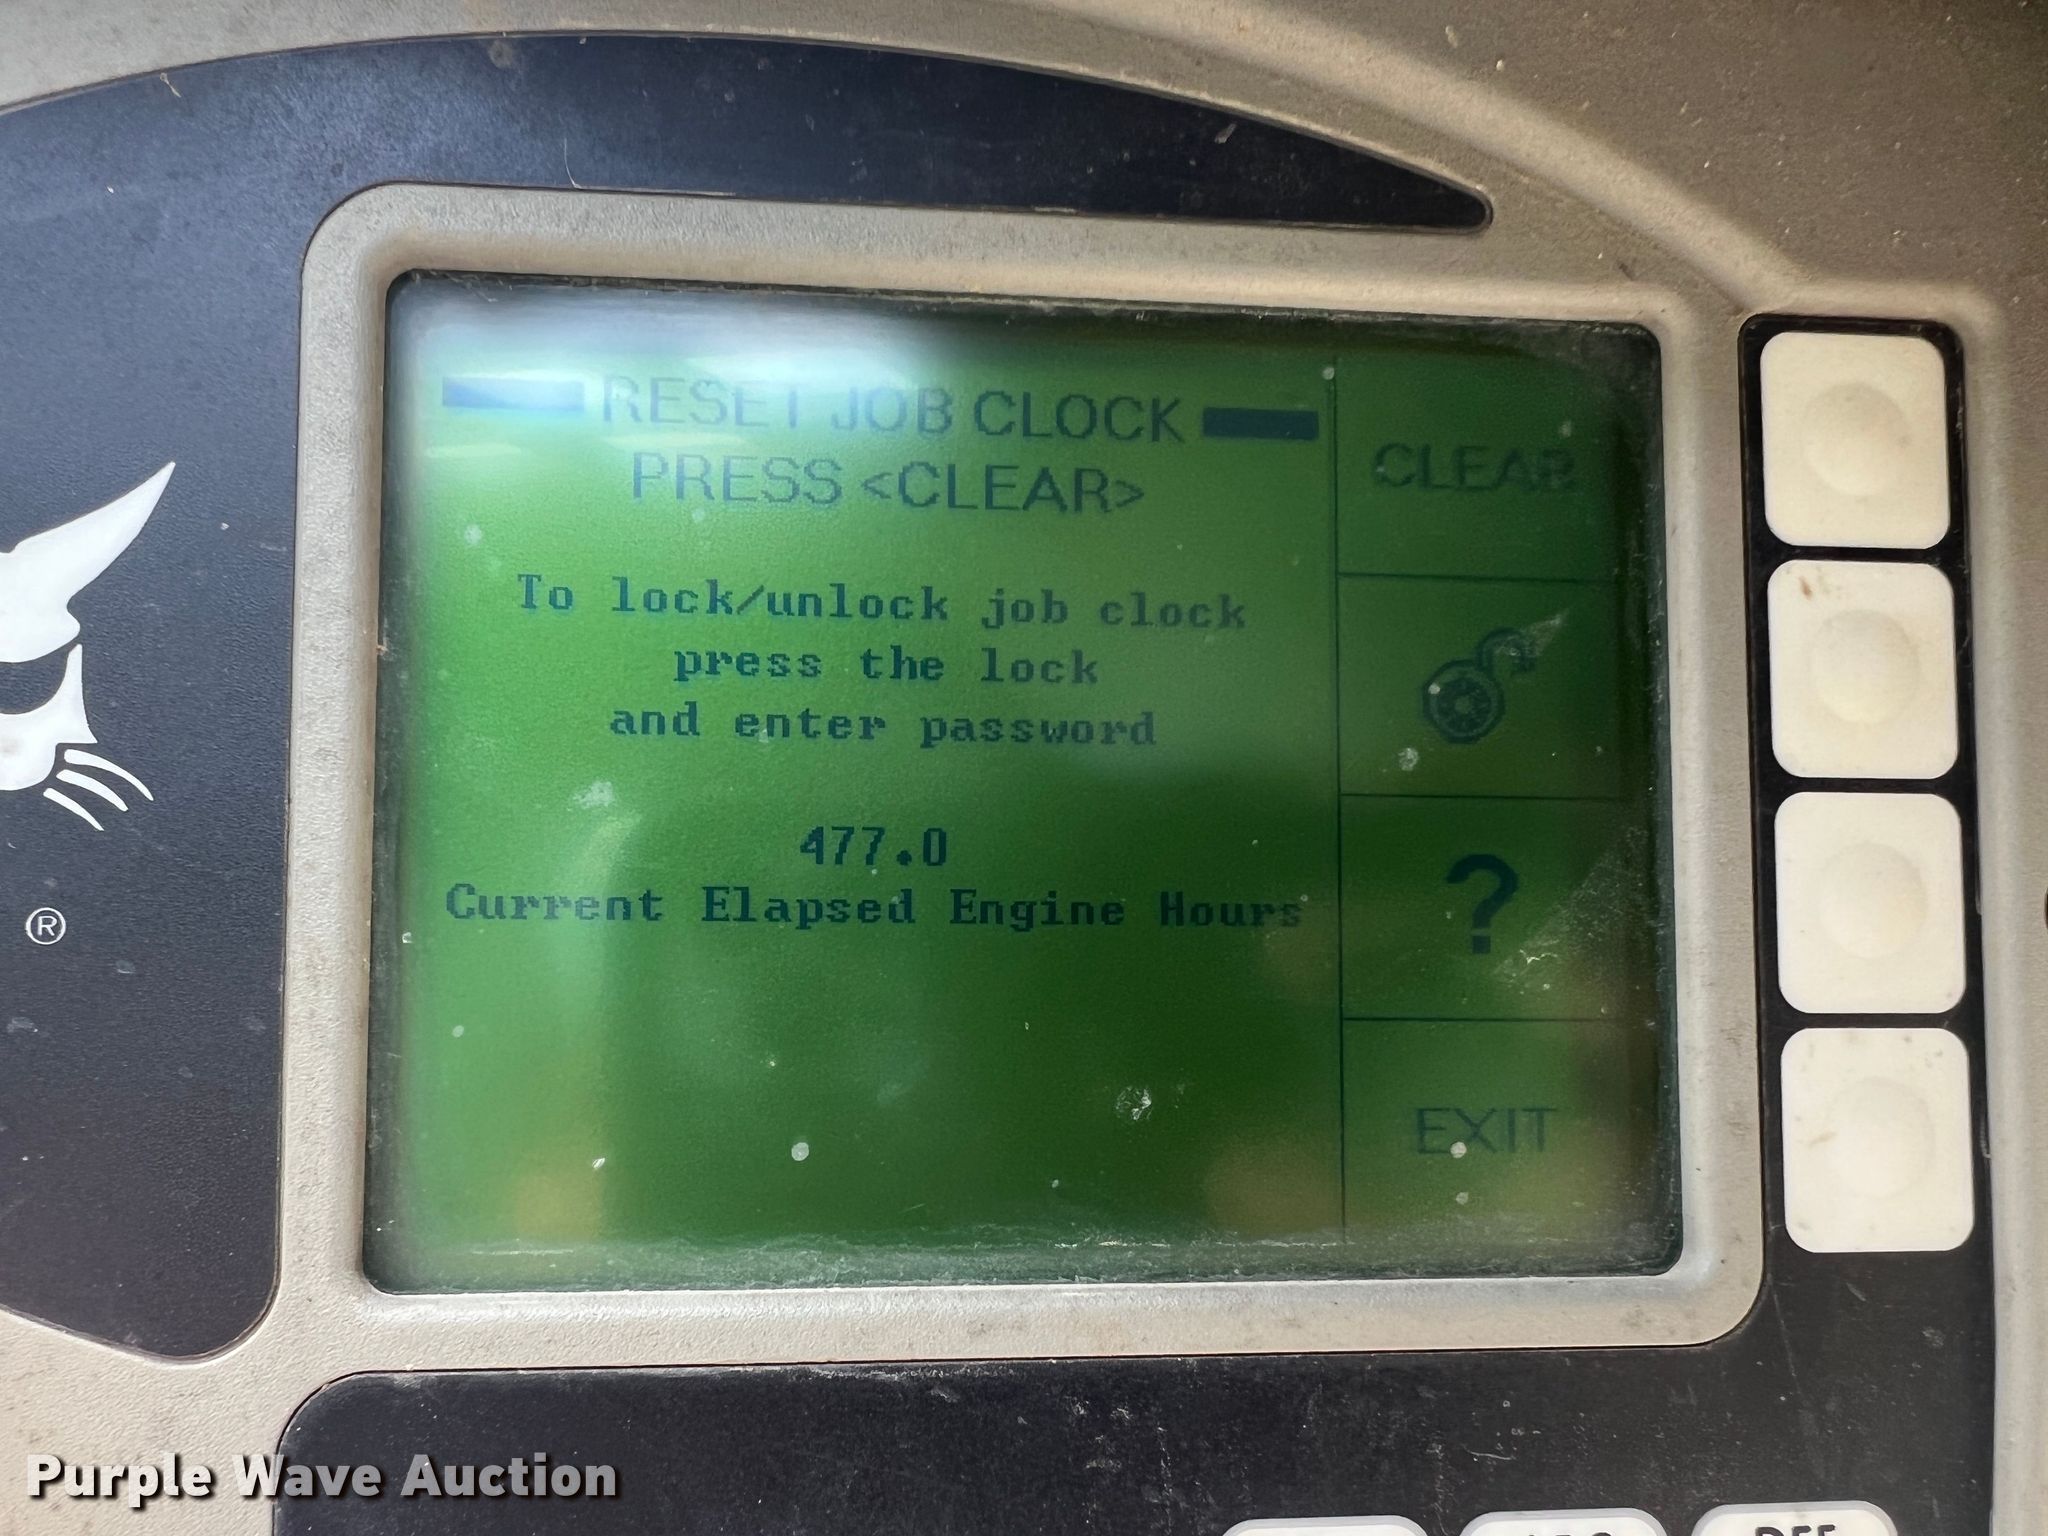 RESET JOB CLOCK
PRESS <CLEAR>
To lock/unlock job clock
press the lock
and enter password
477.0
Current Elapsed Engine Hours
CLEAR
?
EXIT
®
Purple Wave Auction
DEF